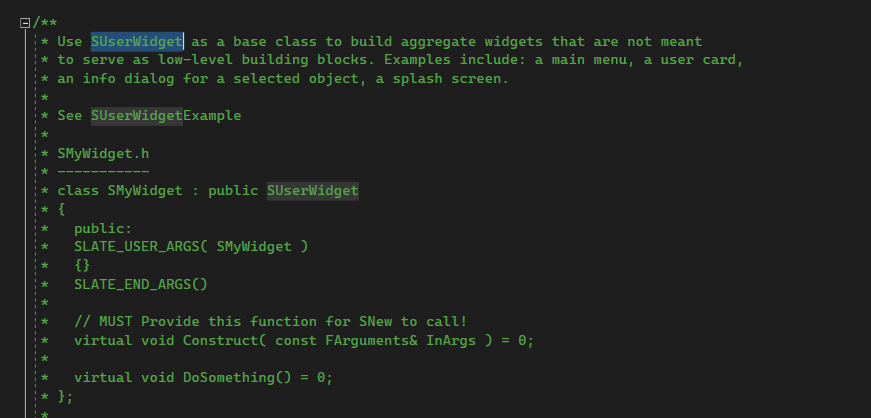 /**
* Use SUserWidget as a base class to build aggregate widgets that are not meant
* to serve as low-level building blocks. Examples include: a main menu, a user card,
* an info dialog for a selected object, a splash screen.
*
* See SUserWidgetExample
*
* SMyWidget.h
* -----------
* class SMyWidget : public SUserWidget
* {
*   public:
*   SLATE_USER_ARGS( SMyWidget )
*   {}
*   SLATE_END_ARGS()
*
*   // MUST Provide this function for SNew to call!
*   virtual void Construct( const FArguments& InArgs ) = 0;
*
*   virtual void DoSomething() = 0;
* };
*